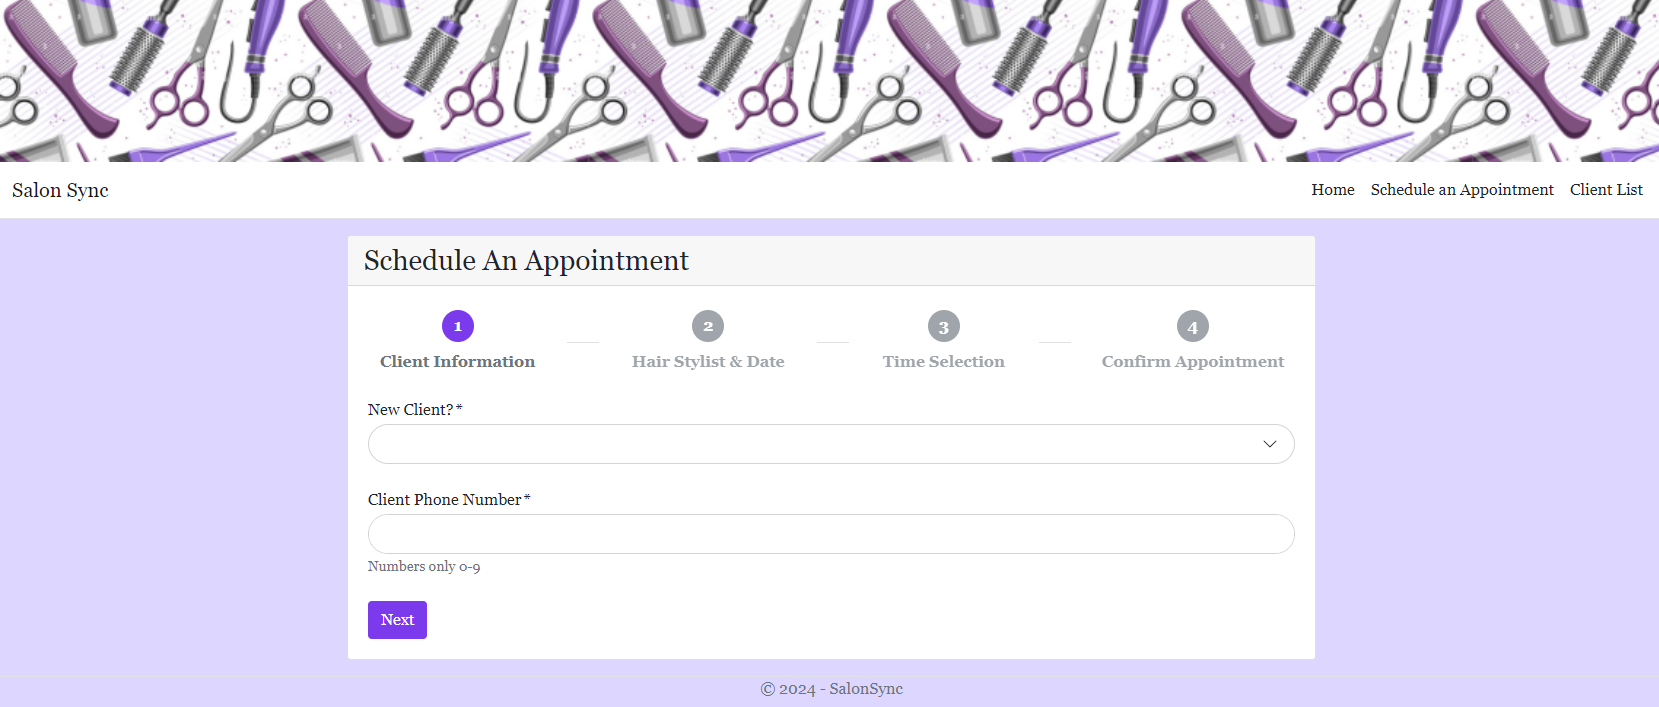 Salon Sync
Home Schedule an Appointment Client List
Schedule An Appointment
1 2 3 4
Client Information Hair Stylist & Date Time Selection Confirm Appointment
New Client?*
Client Phone Number*
Numbers only 0-9
Next
© 2024 - SalonSync